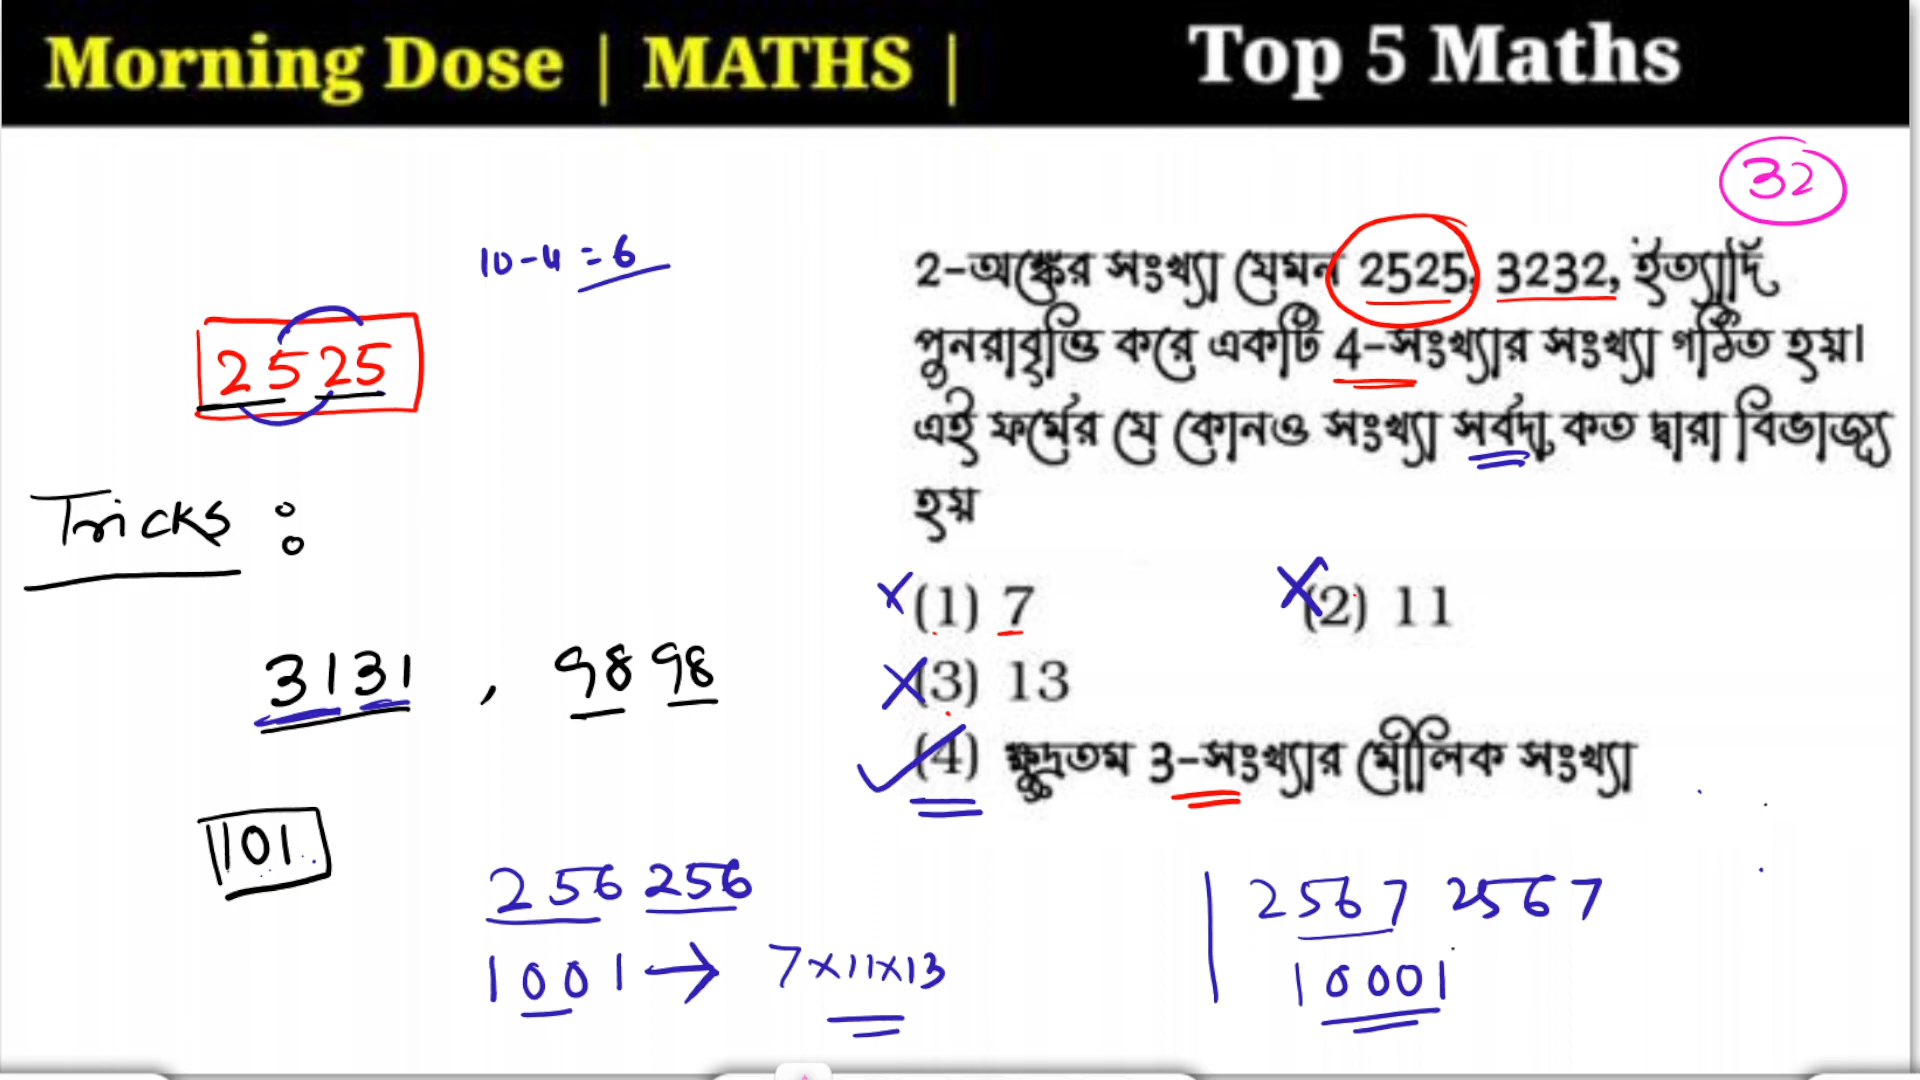 Morning Dose | MATHS | Top 5 Maths
32
10-4=6
2-অঙ্কের সংখ্যা যেমন 2525, 3232, ইত্যাদি
পুনরাবৃত্তি করে একটি 4-সংখ্যার সংখ্যা গঠিত হয়।
এই ফর্মের যে কোনও সংখ্যা সর্বদা কত দ্বারা বিভাজ্য
হয়
2525
Tricks :
(1) 7 (2) 11
(3) 13
(4) ক্ষুদ্রতম 3-সংখ্যার মৌলিক সংখ্যা
3131 , 9898
101
256 256
1001 → 7×11×13
2567 2567
10001